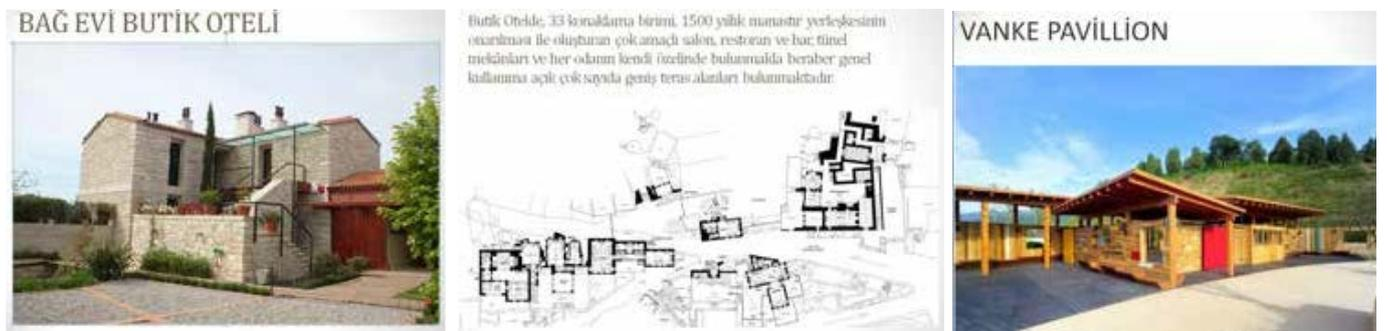 BAĞ EVİ BUTİK OTELİ
Butik Otelde, 33 konaklama birimi, 1500 yıllık manastır yerleşkesinin
onarılması ile oluşturan çok amaçlı salon, restoran ve bar, tünel
mekânları ve her odanın kendi özelinde bulunmakla beraber genel
kullanıma açık çok sayıda geniş teras alanları bulunmaktadır.
VANKE PAVİLLİON